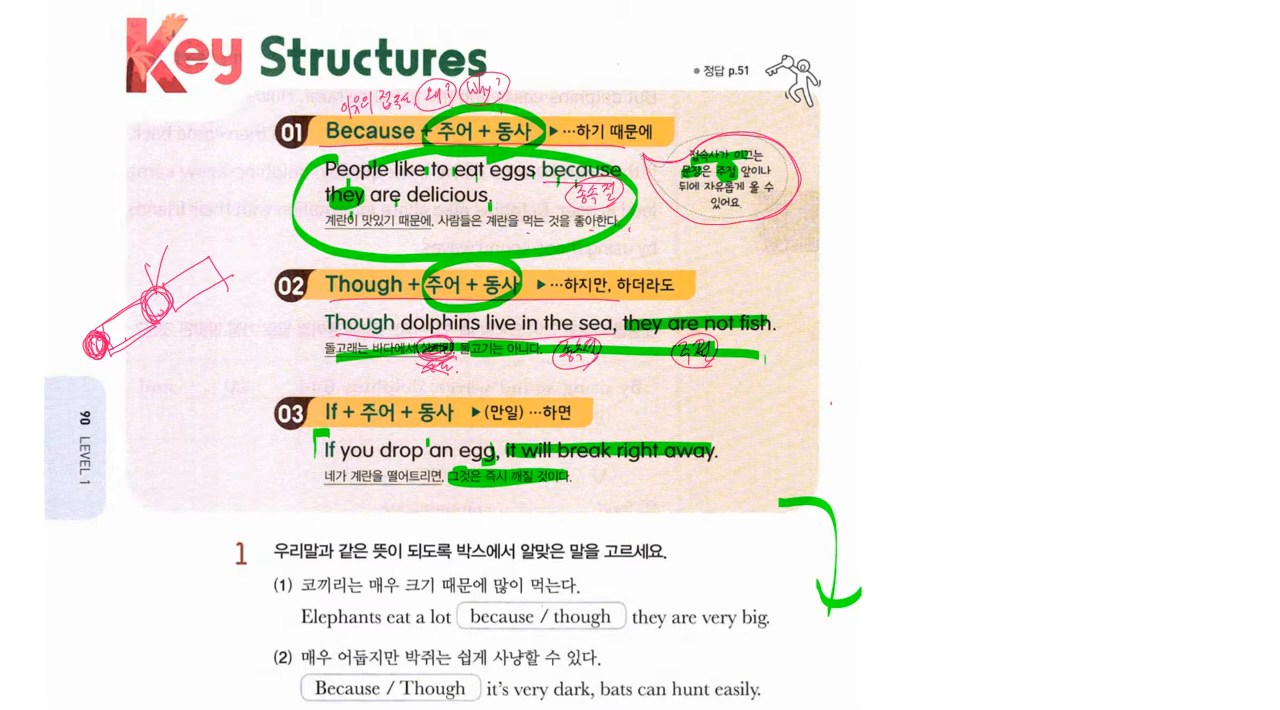 Key Structures
정답 p.51
이유의 접속사 왜? Why?
01 Because + 주어 + 동사 ▶ …하기 때문에
People like to eat eggs because
they are delicious.
종속절
계란이 맛있기 때문에, 사람들은 계란을 먹는 것을 좋아한다.
접속사가 이끄는
문장은 주절 앞이나
뒤에 자유롭게 올 수
있어요.
02 Though + 주어 + 동사 ▶ …하지만, 하더라도
Though dolphins live in the sea, they are not fish.
돌고래는 바다에서 물고기는 아니다.
종속절 주절
03 If + 주어 + 동사 ▶ (만일) …하면
If you drop an egg, it will break right away.
네가 계란을 떨어트리면, 그것은 즉시 깨질 것이다.
90 LEVEL 1
1 우리말과 같은 뜻이 되도록 박스에서 알맞은 말을 고르세요.
(1) 코끼리는 매우 크기 때문에 많이 먹는다.
Elephants eat a lot because / though they are very big.
(2) 매우 어둡지만 박쥐는 쉽게 사냥할 수 있다.
Because / Though it's very dark, bats can hunt easily.